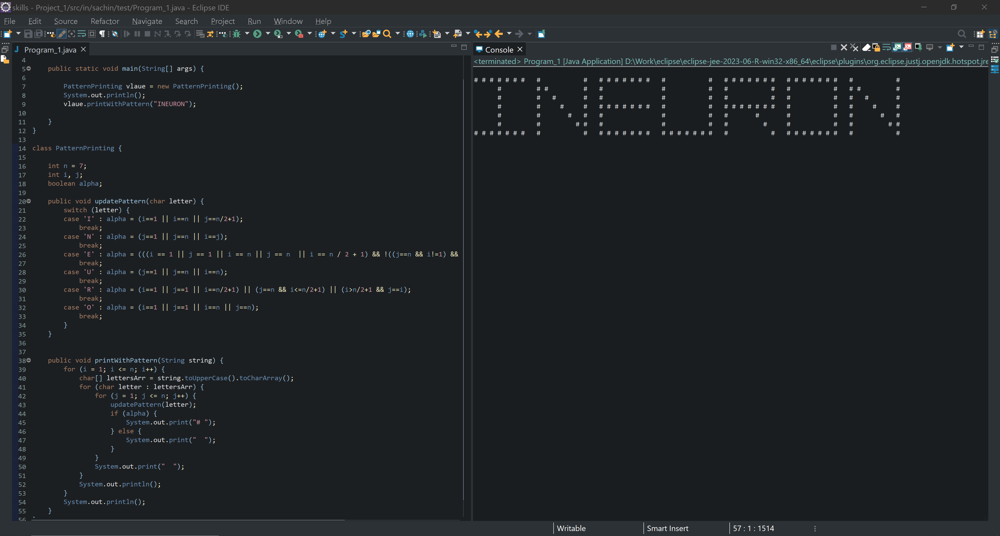 skills - Project_1/src/in/sachin/test/Program_1.java - Eclipse IDE
File Edit Source Refactor Navigate Search Project Run Window Help
Program_1.java
4
5 public static void main(String[] args) {
6
7 PatternPrinting vlaue = new PatternPrinting();
8 System.out.println();
9 vlaue.printWithPattern("INEURON");
10
11 }
12 }
13
14 class PatternPrinting {
15
16 int n = 7;
17 int i, j;
18 boolean alpha;
19
20 public void updatePattern(char letter) {
21 switch (letter) {
22 case 'I' : alpha = (i==1 || i==n || j==n/2+1);
23 break;
24 case 'N' : alpha = (j==1 || j==n || i==j);
25 break;
26 case 'E' : alpha = (((i == 1 || j == 1 || i == n || j == n  || i == n / 2 + 1) && !((j==n && i!=1) &&
27 break;
28 case 'U' : alpha = (j==1 || j==n || i==n);
29 break;
30 case 'R' : alpha = (i==1 || j==1 || i==n/2+1) || (j==n && i<=n/2+1) || (i>n/2+1 && j==i);
31 break;
32 case 'O' : alpha = (i==1 || j==1 || i==n || j==n);
33 break;
34 }
35 }
36
37
38 public void printWithPattern(String string) {
39 for (i = 1; i <= n; i++) {
40 char[] lettersArr = string.toUpperCase().toCharArray();
41 for (char letter : lettersArr) {
42 for (j = 1; j <= n; j++) {
43 updatePattern(letter);
44 if (alpha) {
45 System.out.print("# ");
46 } else {
47 System.out.print("  ");
48 }
49 }
50 System.out.print("  ");
51 }
52 System.out.println();
53 }
54 System.out.println();
55 }
56
Console
<terminated> Program_1 [Java Application] D:\Work\eclipse\eclipse-jee-2023-06-R-win32-x86_64\eclipse\plugins\org.eclipse.justj.openjdk.hotspot.jre
# # # # # # #   #           #   # # # # # # #   #           #   # # # # # # #   # # # # # # #   #           #
      #         # #         #   #               #           #   #           #   #           #   # #         #
      #         #   #       #   #               #           #   #           #   #           #   #   #       #
      #         #     #     #   # # # # # # #   #           #   # # # # # # #   #           #   #     #     #
      #         #       #   #   #               #           #   #       #       #           #   #       #   #
      #         #         # #   #               #           #   #         #     #           #   #         # #
# # # # # # #   #           #   # # # # # # #   # # # # # # #   #           #   # # # # # # #   #           #
Writable Smart Insert 57 : 1 : 1514